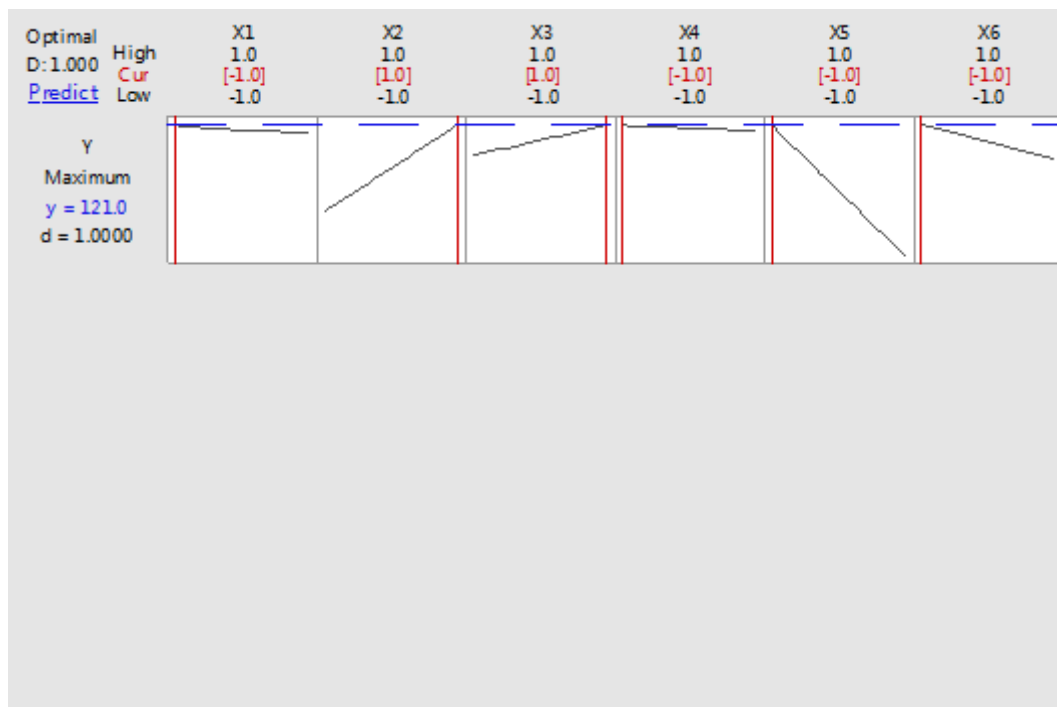 Optimal
D: 1.000
Predict
High
Cur
Low
X1
1.0
[-1.0]
-1.0
X2
1.0
[1.0]
-1.0
X3
1.0
[1.0]
-1.0
X4
1.0
[-1.0]
-1.0
X5
1.0
[-1.0]
-1.0
X6
1.0
[-1.0]
-1.0
Y
Maximum
y = 121.0
d = 1.0000